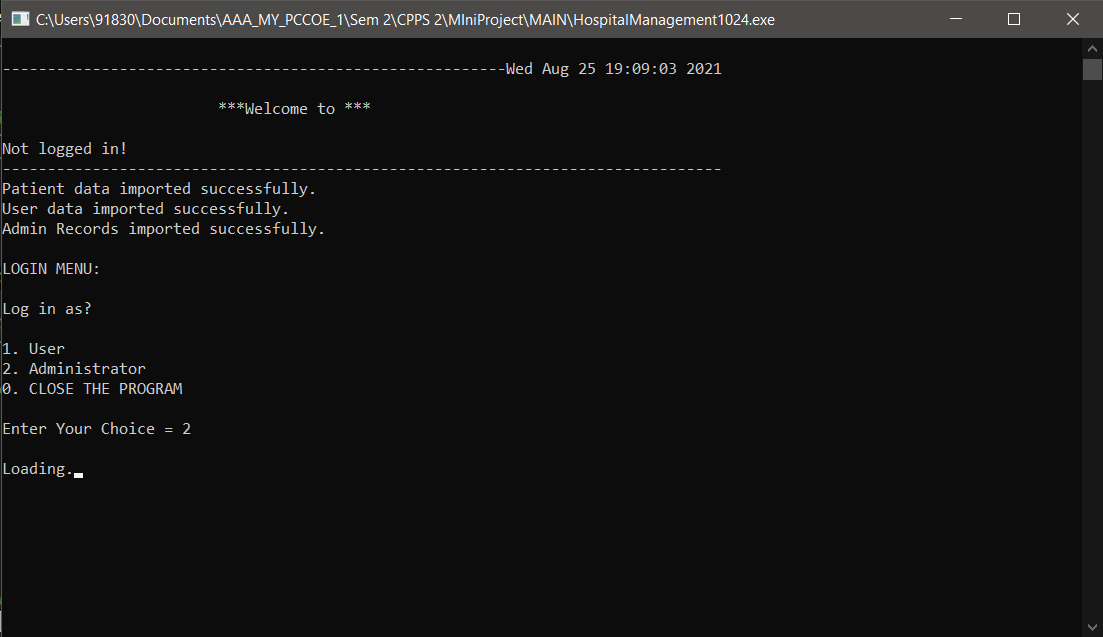 C:\Users\91830\Documents\AAA_MY_PCCOE_1\Sem 2\CPPS 2\MIniProject\MAIN\HospitalManagement1024.exe
--------------------------------------------------------Wed Aug 25 19:09:03 2021
***Welcome to ***
Not logged in!
--------------------------------------------------------------------------------
Patient data imported successfully.
User data imported successfully.
Admin Records imported successfully.
LOGIN MENU:
Log in as?
1. User
2. Administrator
0. CLOSE THE PROGRAM
Enter Your Choice = 2
Loading.